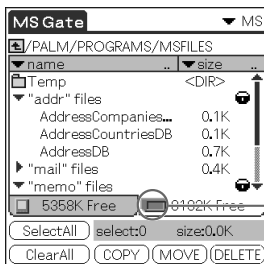 MS Gate ▼ MS
/PALM/PROGRAMS/MSFILES
▼name .. ▼size ..
Temp <DIR>
▼"addr" files
AddressCompanies... 0.1K
AddressCountriesDB 0.1K
AddressDB 0.7K
▶"mail" files 0.4K
▼"memo" files
5358K Free 8192K Free
SelectAll select:0 size:0.0K
ClearAll COPY MOVE DELETE